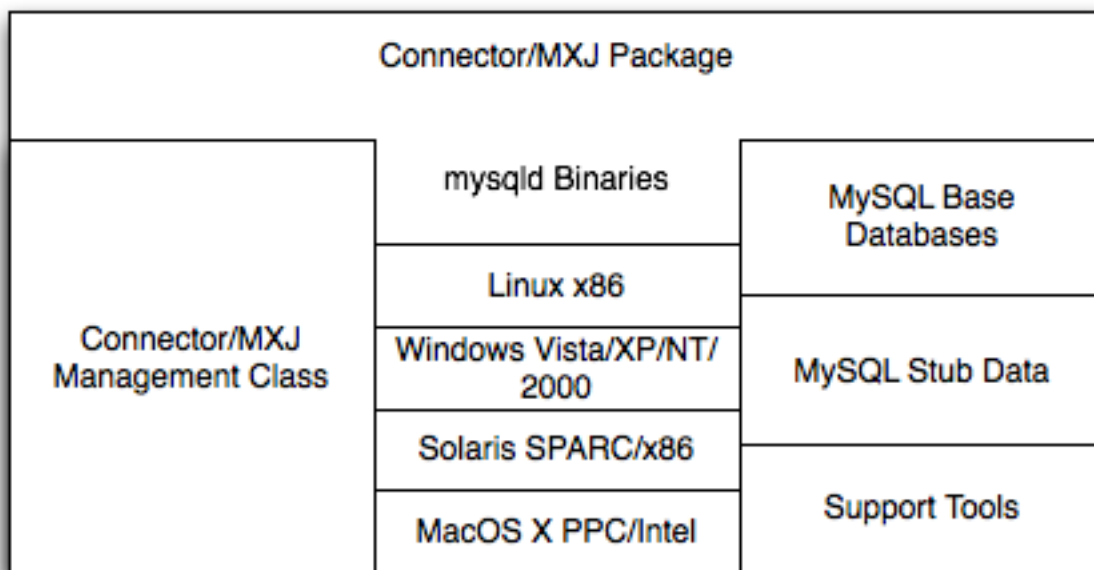 Connector/MXJ Package
Connector/MXJ
Management Class
mysqld Binaries
Linux x86
Windows Vista/XP/NT/
2000
Solaris SPARC/x86
MacOS X PPC/Intel
MySQL Base
Databases
MySQL Stub Data
Support Tools